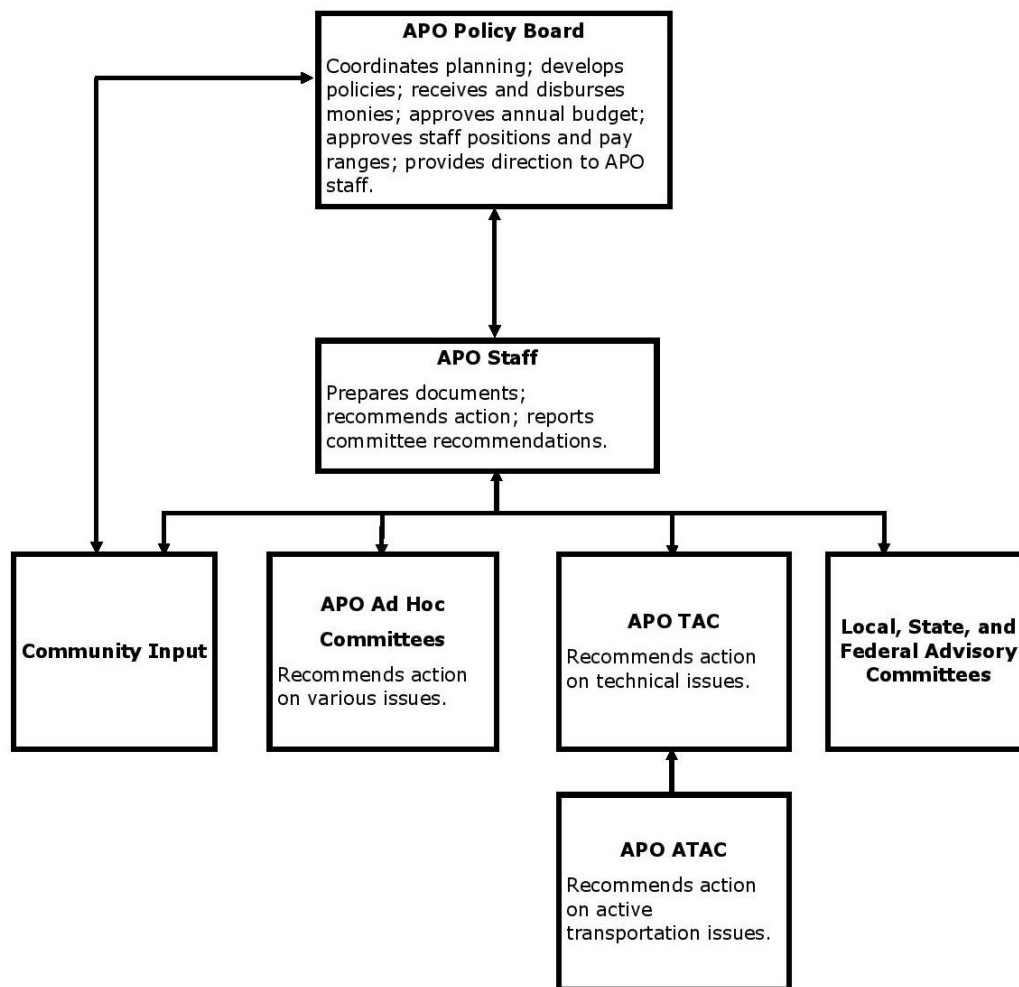 APO Policy Board
Coordinates planning; develops
policies; receives and disburses
monies; approves annual budget;
approves staff positions and pay
ranges; provides direction to APO
staff.
APO Staff
Prepares documents;
recommends action; reports
committee recommendations.
Community Input
APO Ad Hoc
Committees
Recommends action
on various issues.
APO TAC
Recommends action
on technical issues.
Local, State, and
Federal Advisory
Committees
APO ATAC
Recommends action
on active
transportation issues.